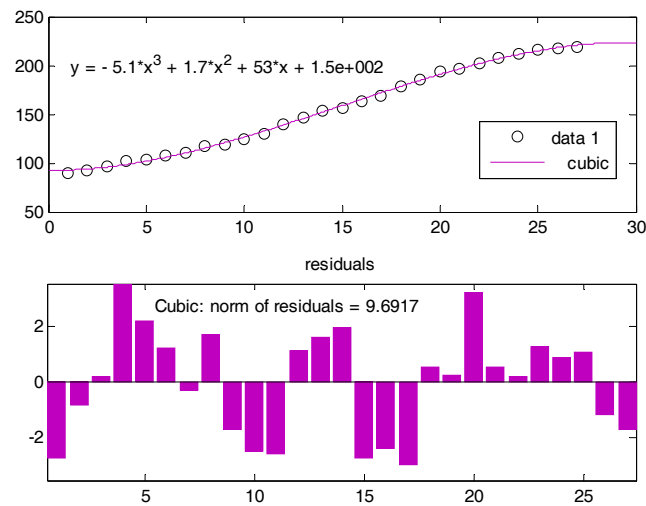 250
200
150
100
50
y = - 5.1*x^3 + 1.7*x^2 + 53*x + 1.5e+002
data 1
cubic
0 5 10 15 20 25 30
residuals
Cubic: norm of residuals = 9.6917
2
0
-2
5 10 15 20 25